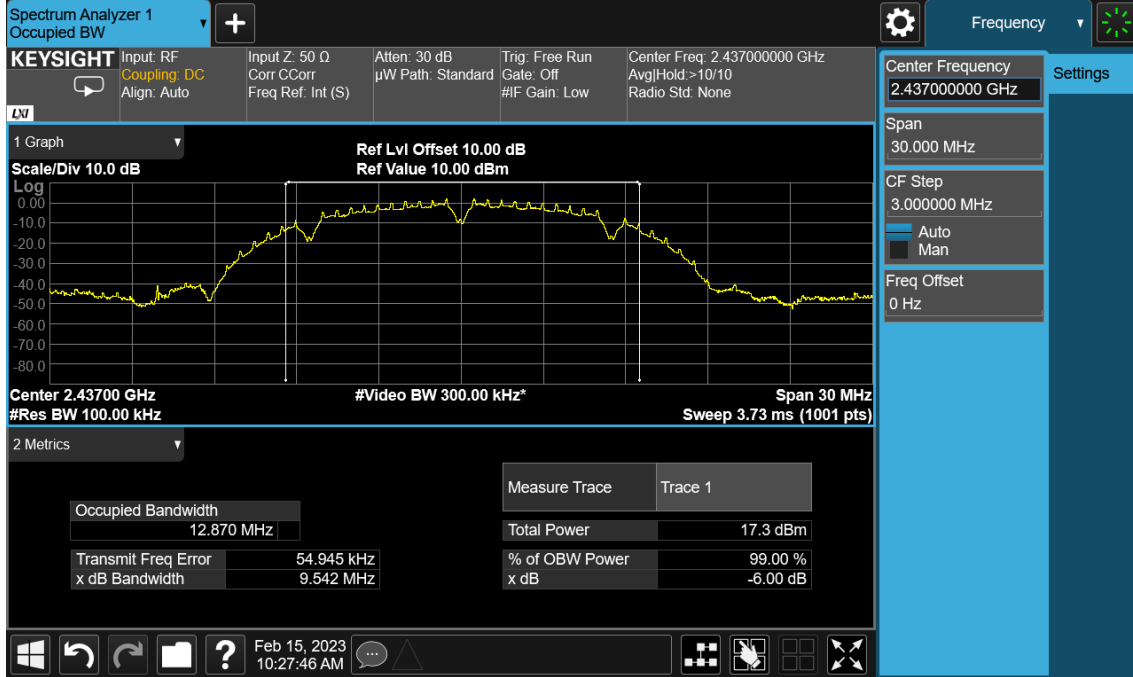 Spectrum Analyzer 1
Occupied BW
Frequency
KEYSIGHT
LXI
Input: RF
Coupling: DC
Align: Auto
Input Z: 50 Ω
Corr CCorr
Freq Ref: Int (S)
Atten: 30 dB
µW Path: Standard
Trig: Free Run
Gate: Off
#IF Gain: Low
Center Freq: 2.437000000 GHz
Avg|Hold:>10/10
Radio Std: None
Center Frequency
2.437000000 GHz
Settings
Span
30.000 MHz
CF Step
3.000000 MHz
Auto
Man
Freq Offset
0 Hz
1 Graph
Scale/Div 10.0 dB
Ref Lvl Offset 10.00 dB
Ref Value 10.00 dBm
Log
0.00
-10.0
-20.0
-30.0
-40.0
-50.0
-60.0
-70.0
-80.0
Center 2.43700 GHz
#Video BW 300.00 kHz*
Span 30 MHz
#Res BW 100.00 kHz
Sweep 3.73 ms (1001 pts)
2 Metrics
Measure Trace Trace 1
Occupied Bandwidth
12.870 MHz
Total Power 17.3 dBm
Transmit Freq Error 54.945 kHz
% of OBW Power 99.00 %
x dB Bandwidth 9.542 MHz
x dB -6.00 dB
?
Feb 15, 2023
10:27:46 AM